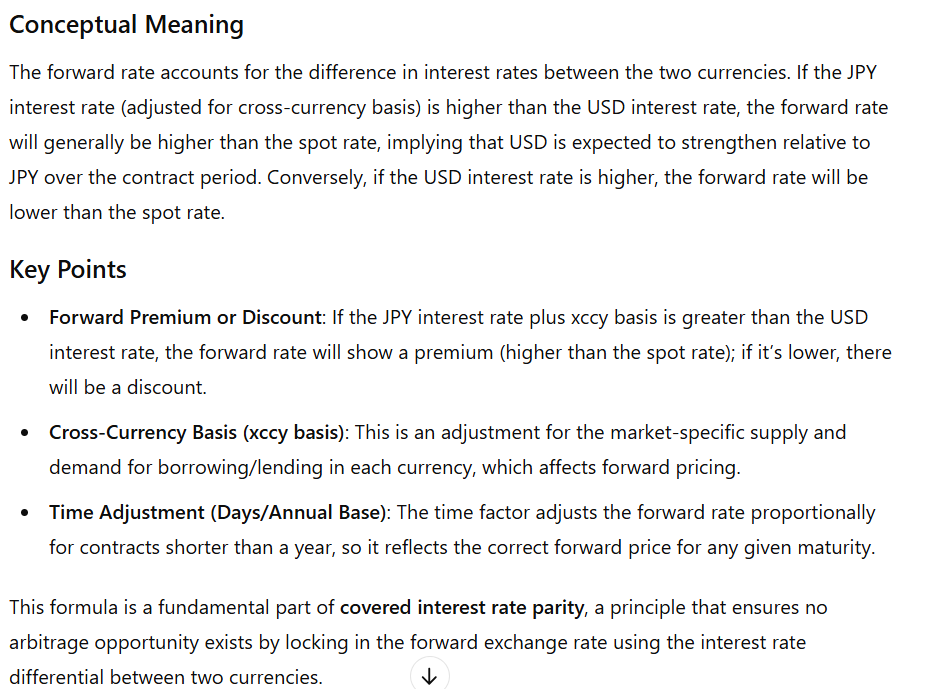 Conceptual Meaning
The forward rate accounts for the difference in interest rates between the two currencies. If the JPY
interest rate (adjusted for cross-currency basis) is higher than the USD interest rate, the forward rate
will generally be higher than the spot rate, implying that USD is expected to strengthen relative to
JPY over the contract period. Conversely, if the USD interest rate is higher, the forward rate will be
lower than the spot rate.
Key Points
• Forward Premium or Discount: If the JPY interest rate plus xccy basis is greater than the USD
interest rate, the forward rate will show a premium (higher than the spot rate); if it’s lower, there
will be a discount.
• Cross-Currency Basis (xccy basis): This is an adjustment for the market-specific supply and
demand for borrowing/lending in each currency, which affects forward pricing.
• Time Adjustment (Days/Annual Base): The time factor adjusts the forward rate proportionally
for contracts shorter than a year, so it reflects the correct forward price for any given maturity.
This formula is a fundamental part of covered interest rate parity, a principle that ensures no
arbitrage opportunity exists by locking in the forward exchange rate using the interest rate
differential between two currencies.